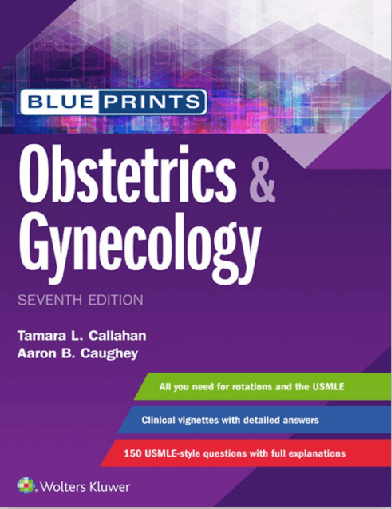 BLUEPRINTS
Obstetrics &
Gynecology
SEVENTH EDITION
Tamara L. Callahan
Aaron B. Caughey
All you need for rotations and the USMLE
Clinical vignettes with detailed answers
150 USMLE-style questions with full explanations
Wolters Kluwer